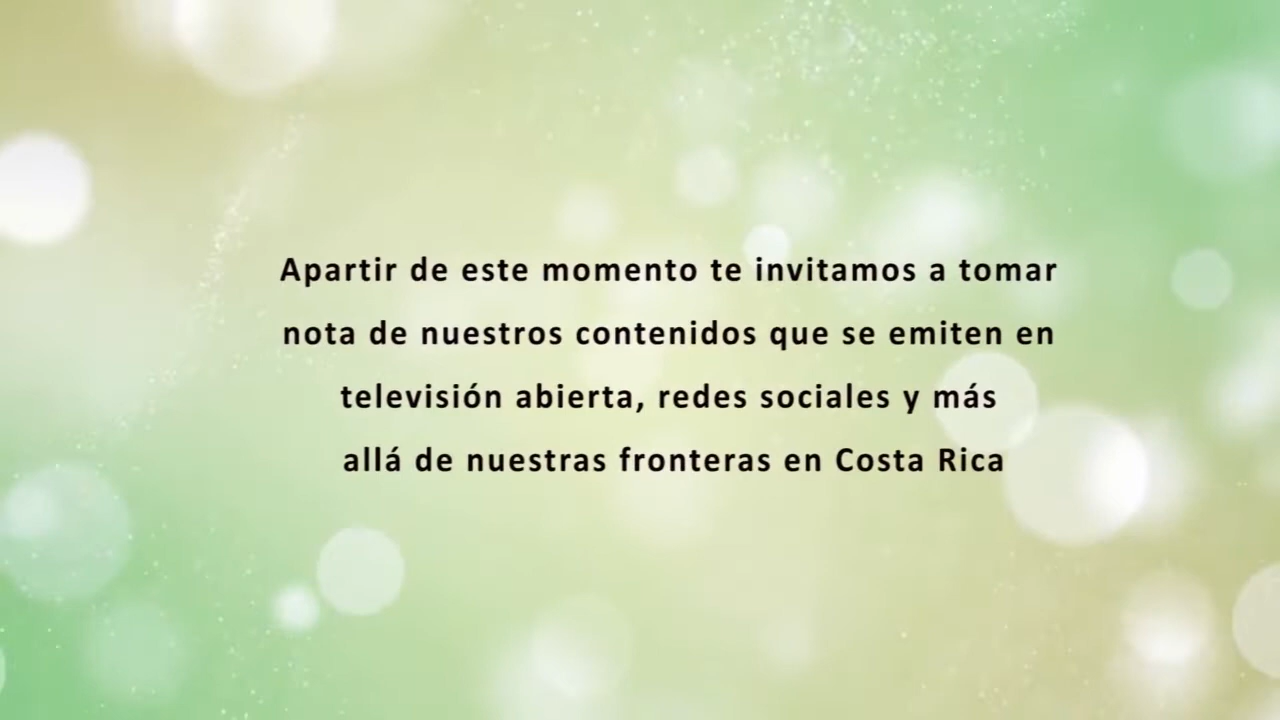 Apartir de este momento te invitamos a tomar
nota de nuestros contenidos que se emiten en
televisión abierta, redes sociales y más
allá de nuestras fronteras en Costa Rica